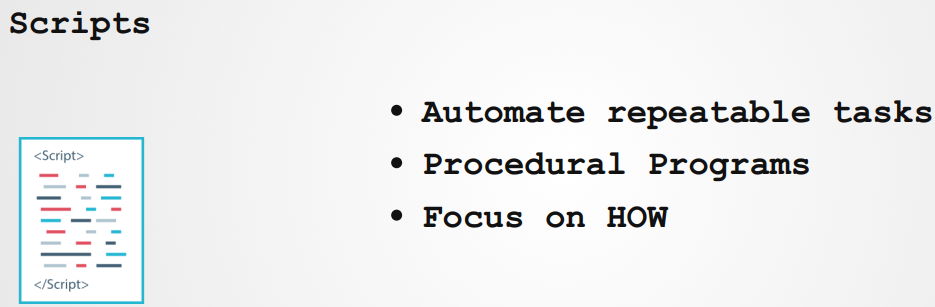 Scripts
• Automate repeatable tasks
<Script>
• Procedural Programs
• Focus on HOW
</Script>